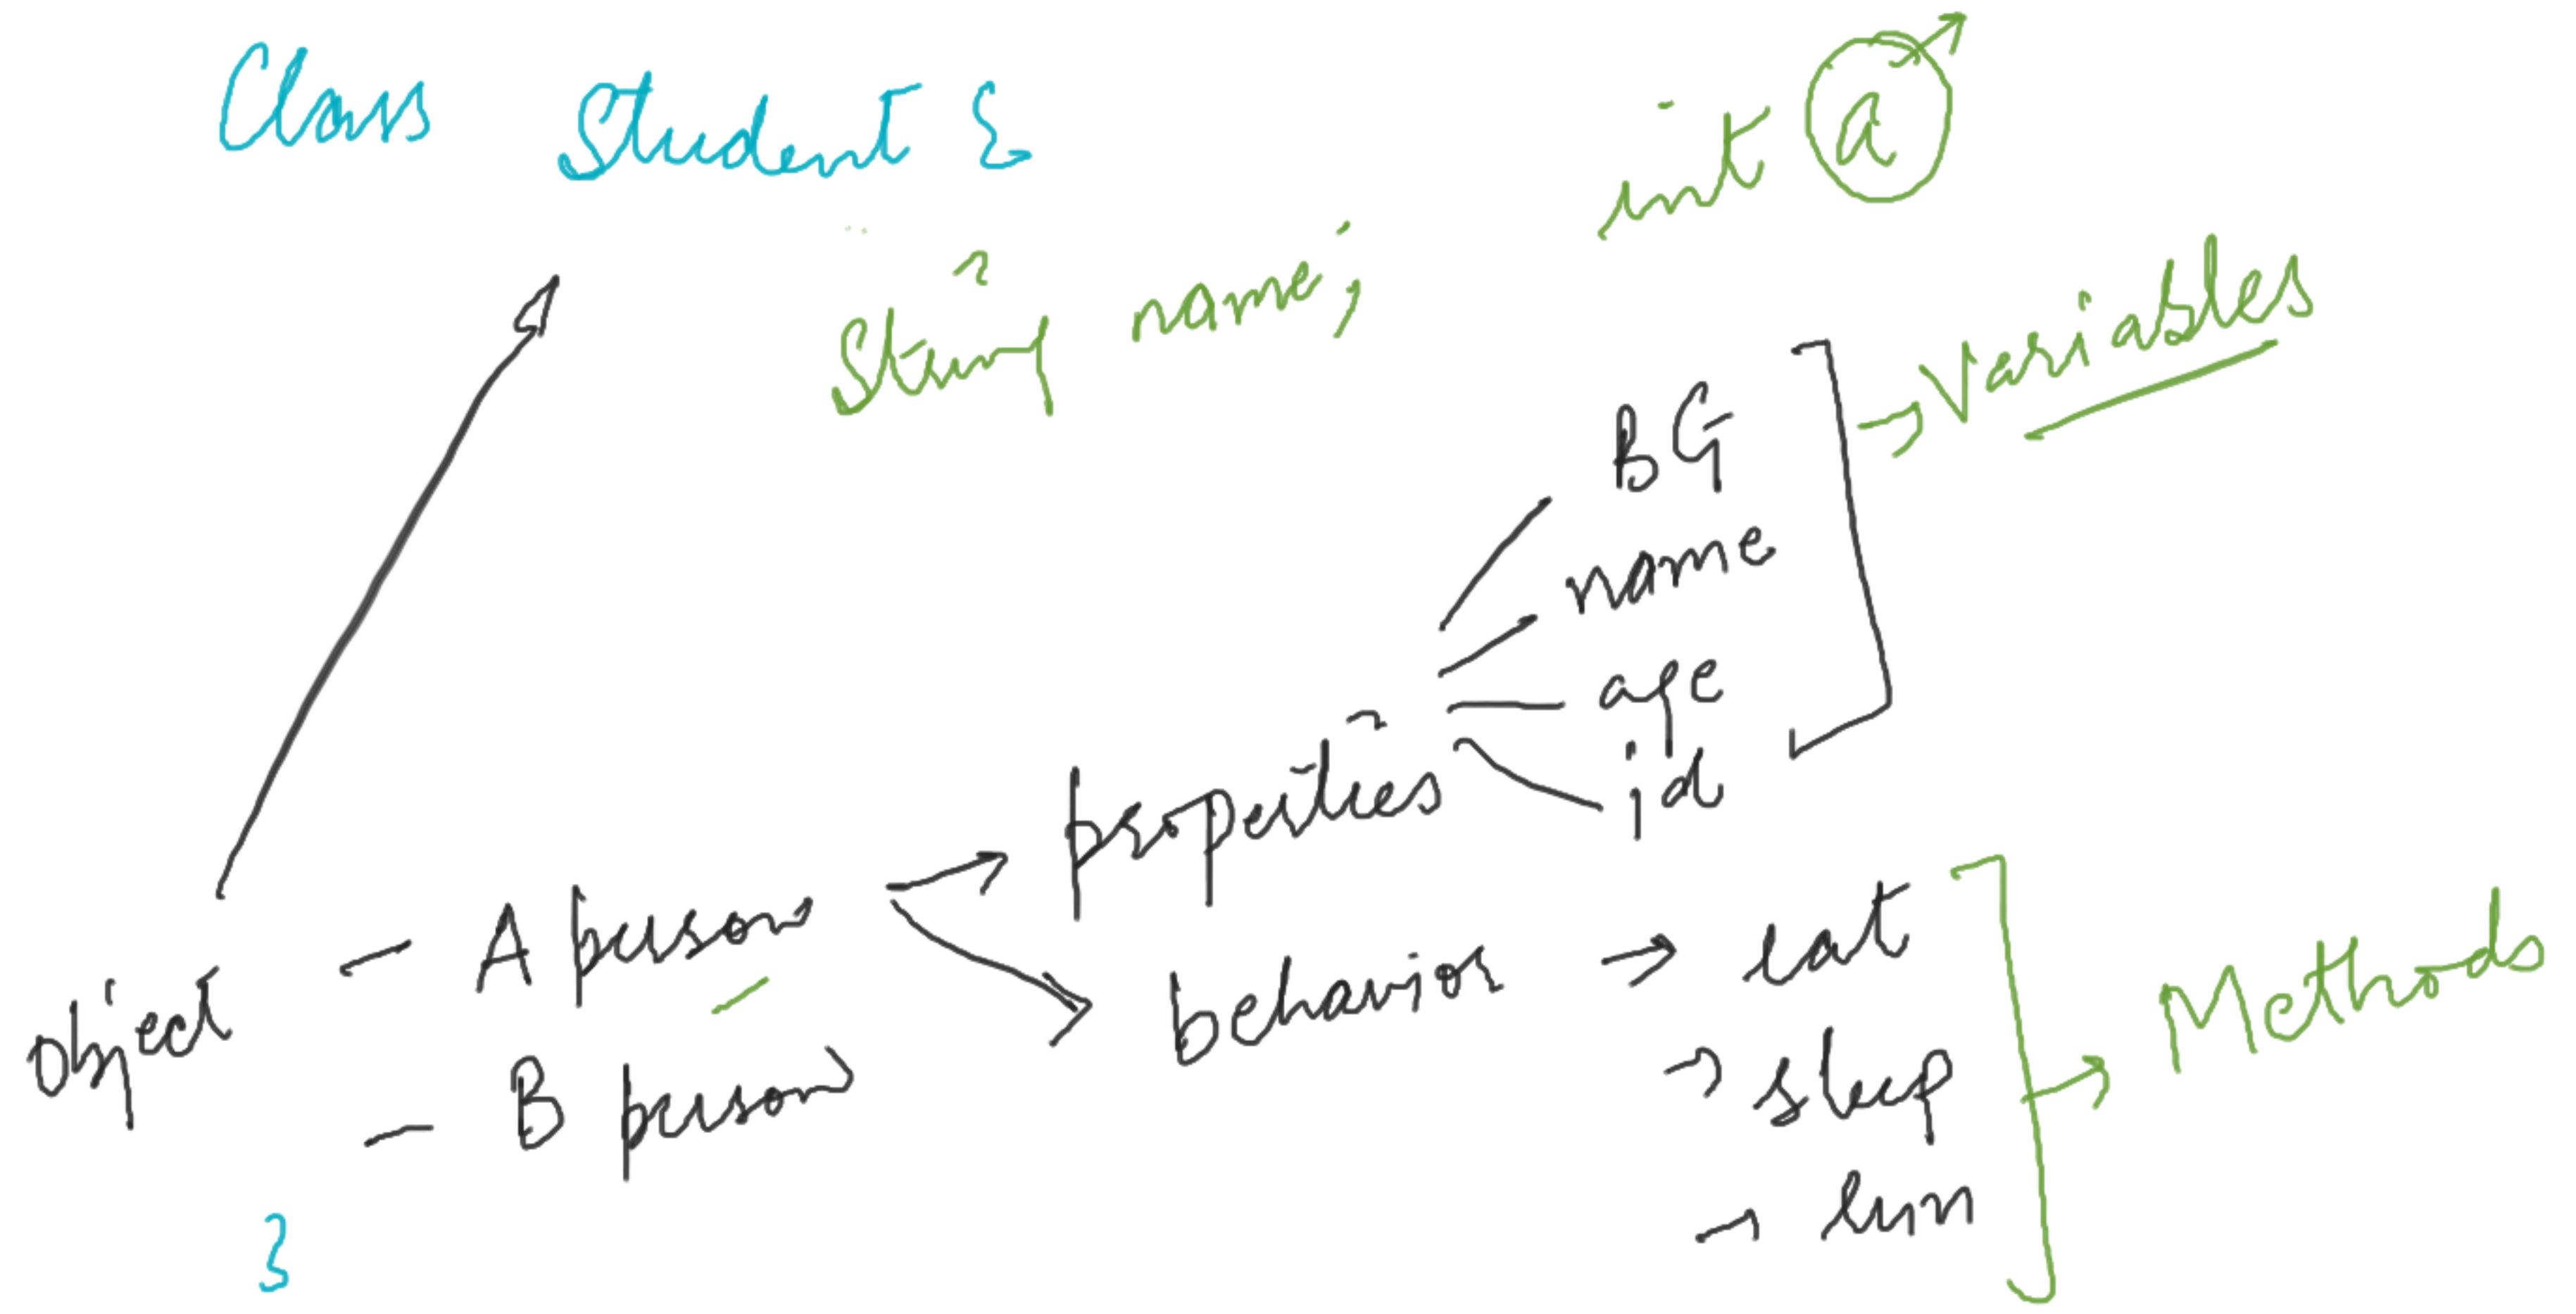 Class Student {
int a
String name;
Variables
BG
name
age
id
properties
object - A person
behavior → eat
Methods
- B person
→ sleep
→ run
}